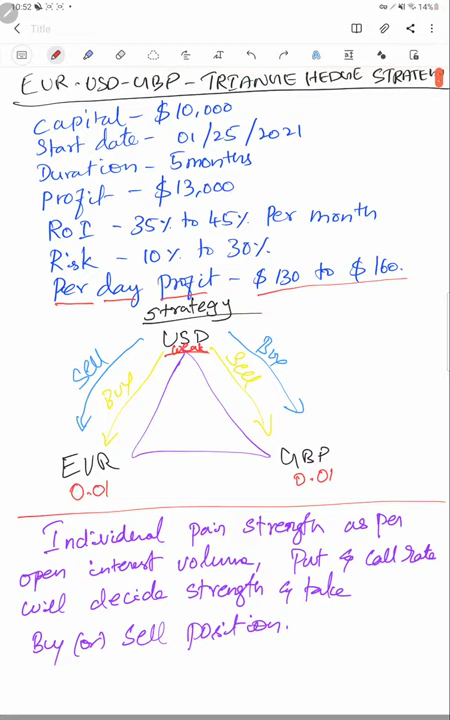 10:52
14%
Title
EUR-USD-GBP-TRIANGLE HEDGE STRATEGY
Capital - $10,000
Start date - 01/25/2021
Duration - 5 months
Profit - $13,000
RoI - 35% to 45% Per month
Risk - 10% to 30%.
Per day Profit - $130 to $160.
Strategy
USD
weak
Sell
Buy
Sell
Buy
EUR
GBP
0.01
0.01
Individual pair strength as per
open interest volume, Put & Call rate
will decide strength & take
Buy (or) Sell position.